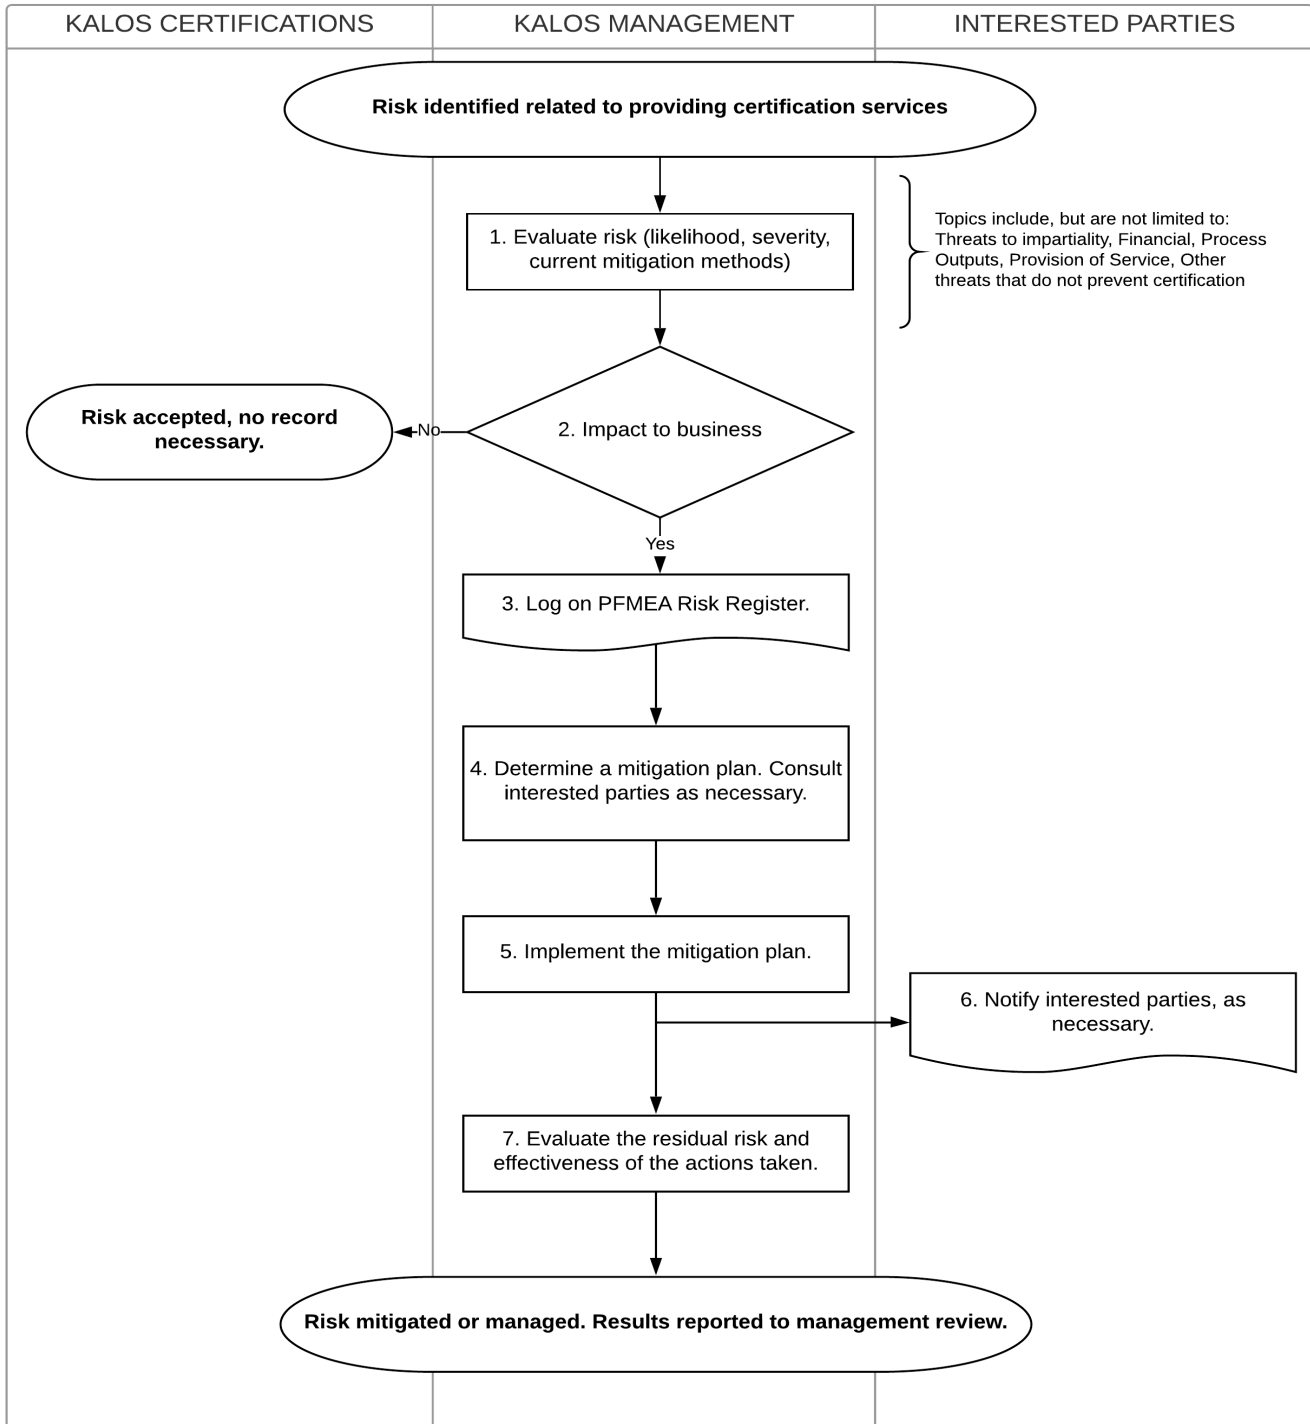 KALOS CERTIFICATIONS
KALOS MANAGEMENT
INTERESTED PARTIES
Risk identified related to providing certification services
1. Evaluate risk (likelihood, severity,
current mitigation methods)
Topics include, but are not limited to:
Threats to impartiality, Financial, Process
Outputs, Provision of Service, Other
threats that do not prevent certification
2. Impact to business
No
Risk accepted, no record
necessary.
Yes
3. Log on PFMEA Risk Register.
4. Determine a mitigation plan. Consult
interested parties as necessary.
5. Implement the mitigation plan.
6. Notify interested parties, as
necessary.
7. Evaluate the residual risk and
effectiveness of the actions taken.
Risk mitigated or managed. Results reported to management review.